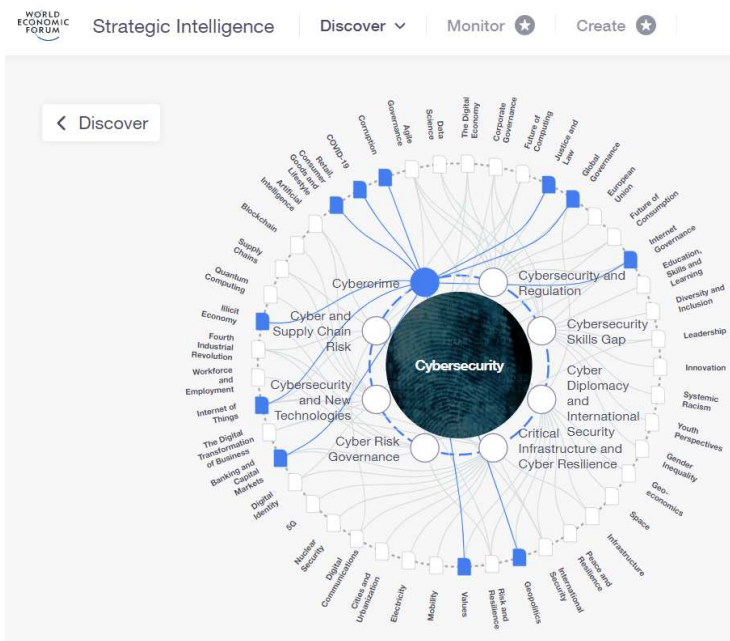 WORLD
ECONOMIC
FORUM
Strategic Intelligence
Discover
Monitor
Create
Discover
Corruption
Agile
Governance
Data
Science
The Digital
Economy
Corporate
Governance
Future of
Computing
Justice and
Law
Global
Governance
European
Union
Future of
Consumption
Internet
Governance
Education,
Skills and
Learning
Diversity and
Inclusion
Leadership
Innovation
Systemic
Racism
Youth
Perspectives
Gender
Inequality
Geo-
economics
Space
Infrastructure
Peace and
Resilience
International
Security
Geopolitics
Risk and
Resilience
Values
Mobility
Electricity
Cities and
Urbanization
Digital
Communications
Nuclear
Security
5G
Digital
Identity
Banking and
Capital
Markets
The Digital
Transformation
of Business
Internet of
Things
Workforce
and
Employment
Fourth
Industrial
Revolution
Illicit
Economy
Quantum
Computing
Supply
Chains
Blockchain
Artificial
Intelligence
Retail,
Consumer
Goods and
Lifestyle
COVID-19
Cybercrime
Cybersecurity and
Regulation
Cybersecurity
Skills Gap
Cyber
Diplomacy
and
International
Security
Critical
Infrastructure and
Cyber Resilience
Cyber Risk
Governance
Cybersecurity
and New
Technologies
Cyber and
Supply Chain
Risk
Cybersecurity